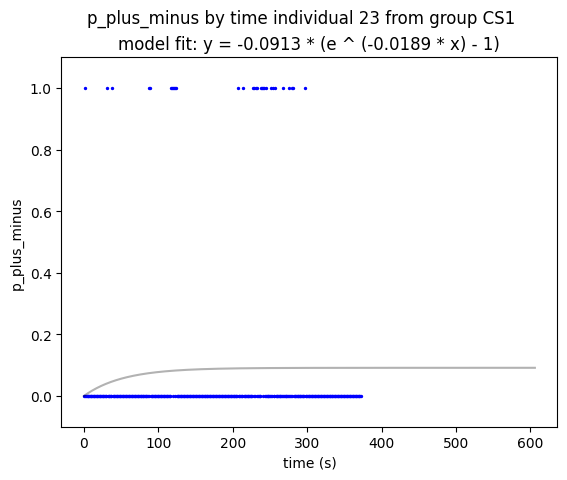 p_plus_minus by time individual 23 from group CS1
model fit: y = -0.0913 * (e ^ (-0.0189 * x) - 1)
1.0
0.8
0.6
0.4
0.2
0.0
p_plus_minus
0 100 200 300 400 500 600
time (s)